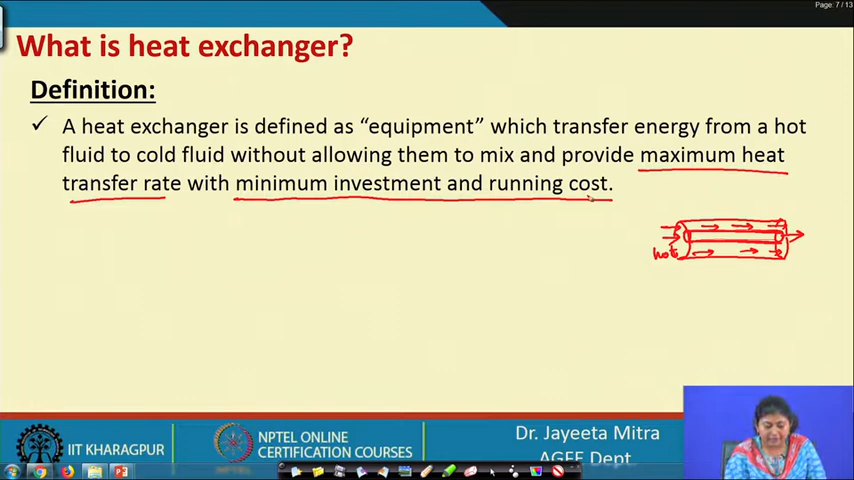 Page: 7 / 13
What is heat exchanger?
Definition:
✓ A heat exchanger is defined as “equipment” which transfer energy from a hot
fluid to cold fluid without allowing them to mix and provide maximum heat
transfer rate with minimum investment and running cost.
hot
IIT KHARAGPUR
NPTEL ONLINE
CERTIFICATION COURSES
NPTEL
Dr. Jayeeta Mitra
AGFE Dept.